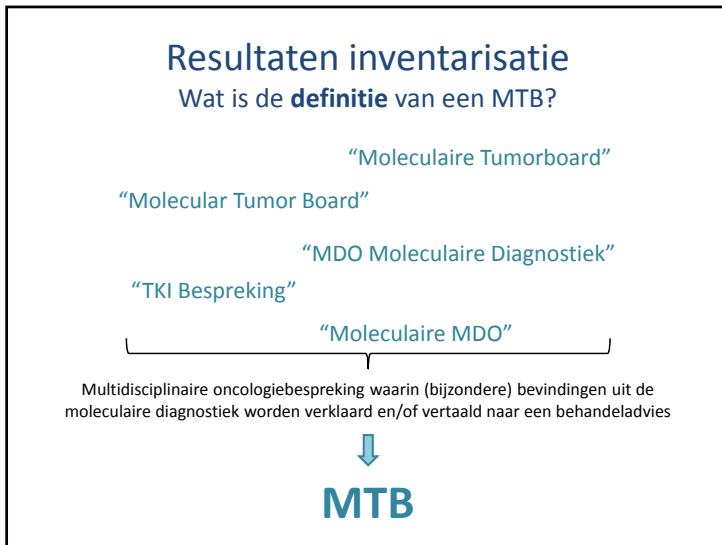 Resultaten inventarisatie
Wat is de definitie van een MTB?
“Moleculaire Tumorboard”
“Molecular Tumor Board”
“MDO Moleculaire Diagnostiek”
“TKI Bespreking”
“Moleculaire MDO”
Multidisciplinaire oncologiebespreking waarin (bijzondere) bevindingen uit de
moleculaire diagnostiek worden verklaard en/of vertaald naar een behandeladvies
MTB